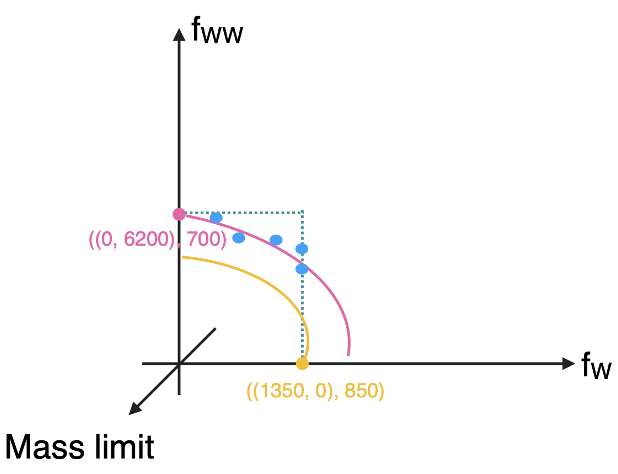 fWW
((0, 6200), 700)
fW
((1350, 0), 850)
Mass limit